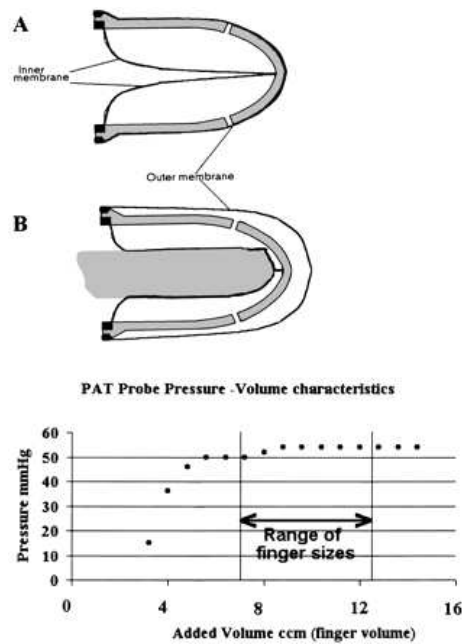 A
Inner
membrane
Outer membrane
B
PAT Probe Pressure -Volume characteristics
Pressure mmHg
60
50
40
30
20
10
0
Range of
finger sizes
0 4 8 12 16
Added Volume ccm (finger volume)